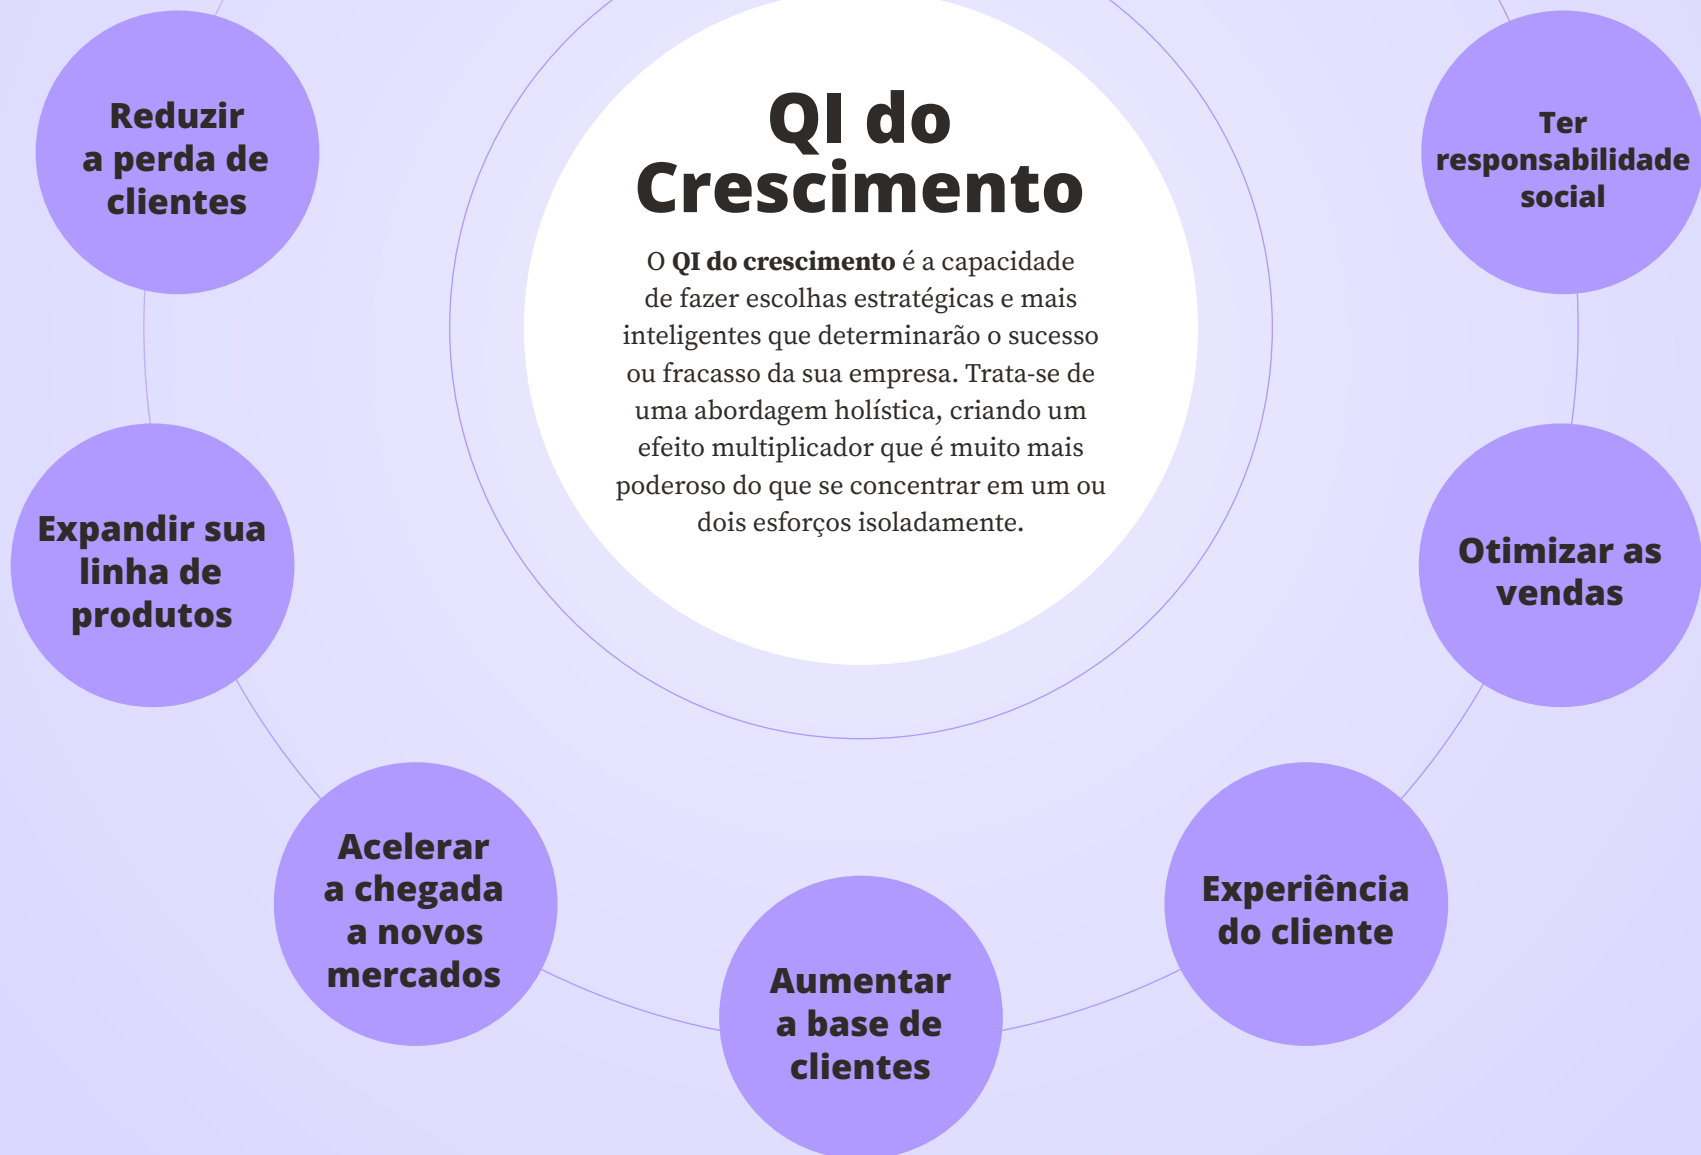 QI do
Crescimento
O QI do crescimento é a capacidade
de fazer escolhas estratégicas e mais
inteligentes que determinarão o sucesso
ou fracasso da sua empresa. Trata-se de
uma abordagem holística, criando um
efeito multiplicador que é muito mais
poderoso do que se concentrar em um ou
dois esforços isoladamente.
Reduzir
a perda de
clientes
Ter
responsabilidade
social
Expandir sua
linha de
produtos
Otimizar as
vendas
Acelerar
a chegada
a novos
mercados
Experiência
do cliente
Aumentar
a base de
clientes